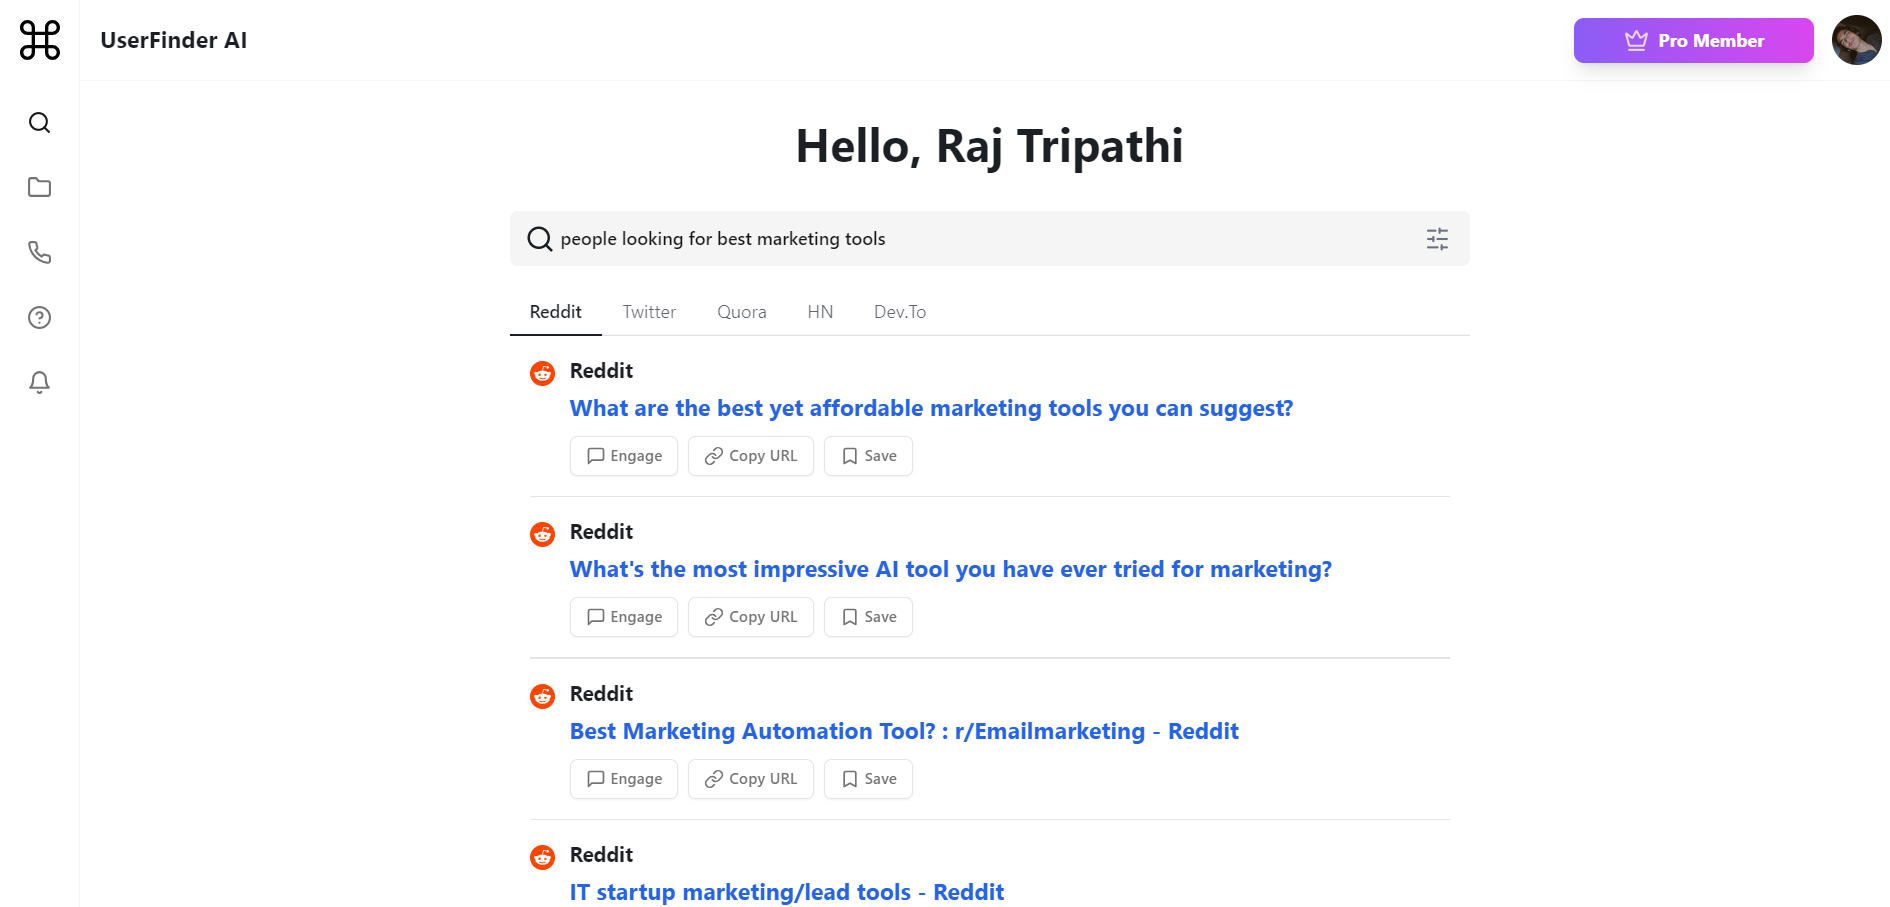 UserFinder AI
Pro Member
Hello, Raj Tripathi
people looking for best marketing tools
Reddit Twitter Quora HN Dev.To
Reddit
What are the best yet affordable marketing tools you can suggest?
Engage Copy URL Save
Reddit
What's the most impressive AI tool you have ever tried for marketing?
Engage Copy URL Save
Reddit
Best Marketing Automation Tool? : r/Emailmarketing - Reddit
Engage Copy URL Save
Reddit
IT startup marketing/lead tools - Reddit